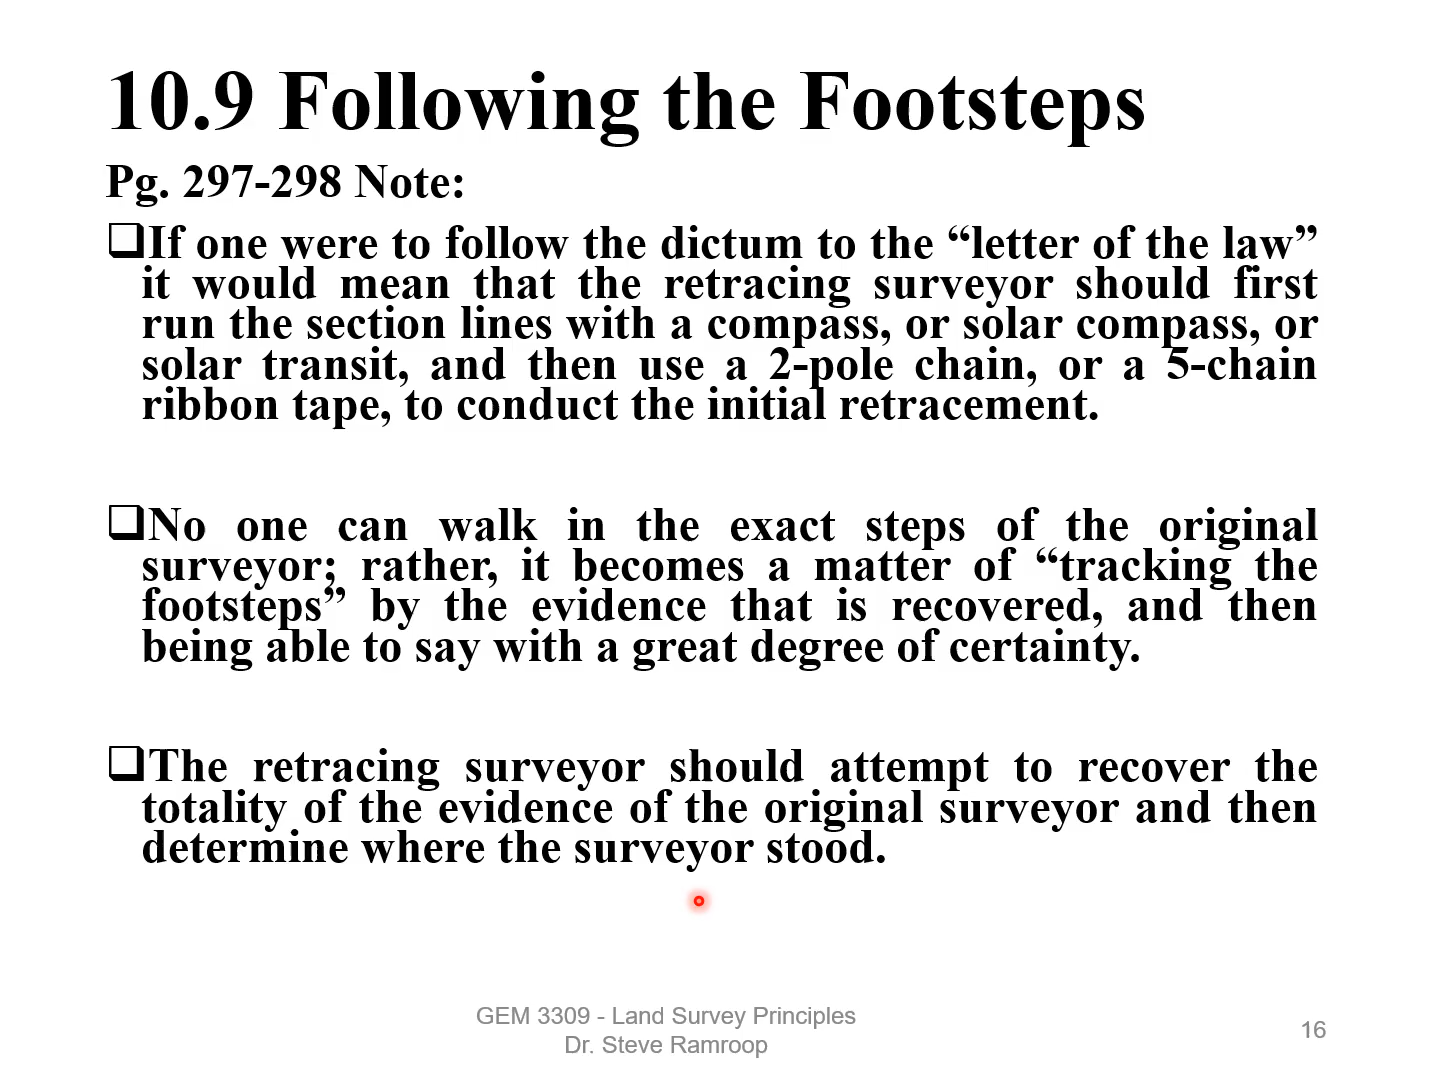 10.9 Following the Footsteps
Pg. 297-298 Note:
If one were to follow the dictum to the “letter of the law”
it would mean that the retracing surveyor should first
run the section lines with a compass, or solar compass, or
solar transit, and then use a 2-pole chain, or a 5-chain
ribbon tape, to conduct the initial retracement.
No one can walk in the exact steps of the original
surveyor; rather, it becomes a matter of “tracking the
footsteps” by the evidence that is recovered, and then
being able to say with a great degree of certainty.
The retracing surveyor should attempt to recover the
totality of the evidence of the original surveyor and then
determine where the surveyor stood.
GEM 3309 - Land Survey Principles
Dr. Steve Ramroop
16